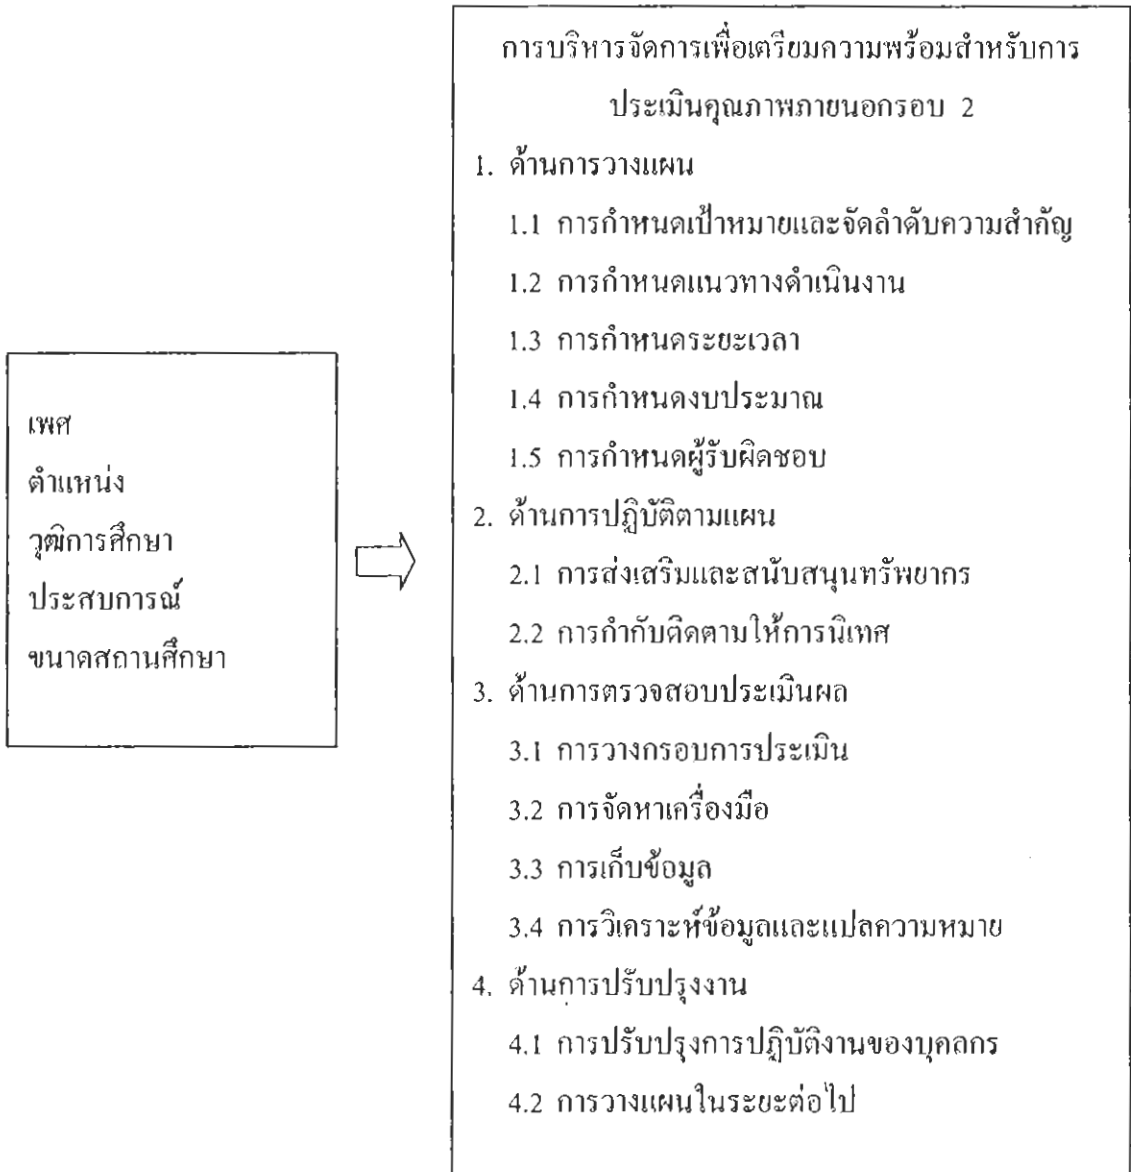 เพศ
ตำแหน่ง
วุฒิการศึกษา
ประสบการณ์
ขนาดสถานศึกษา
การบริหารจัดการเพื่อเตรียมความพร้อมสำหรับการ
ประเมินคุณภาพภายนอกรอบ 2
1. ด้านการวางแผน
1.1 การกำหนดเป้าหมายและจัดลำดับความสำคัญ
1.2 การกำหนดแนวทางดำเนินงาน
1.3 การกำหนดระยะเวลา
1.4 การกำหนดงบประมาณ
1.5 การกำหนดผู้รับผิดชอบ
2. ด้านการปฏิบัติตามแผน
2.1 การส่งเสริมและสนับสนุนทรัพยากร
2.2 การกำกับติดตามให้การนิเทศ
3. ด้านการตรวจสอบประเมินผล
3.1 การวางกรอบการประเมิน
3.2 การจัดหาเครื่องมือ
3.3 การเก็บข้อมูล
3.4 การวิเคราะห์ข้อมูลและแปลความหมาย
4. ด้านการปรับปรุงงาน
4.1 การปรับปรุงการปฏิบัติงานของบุคลกร
4.2 การวางแผนในระยะต่อไป